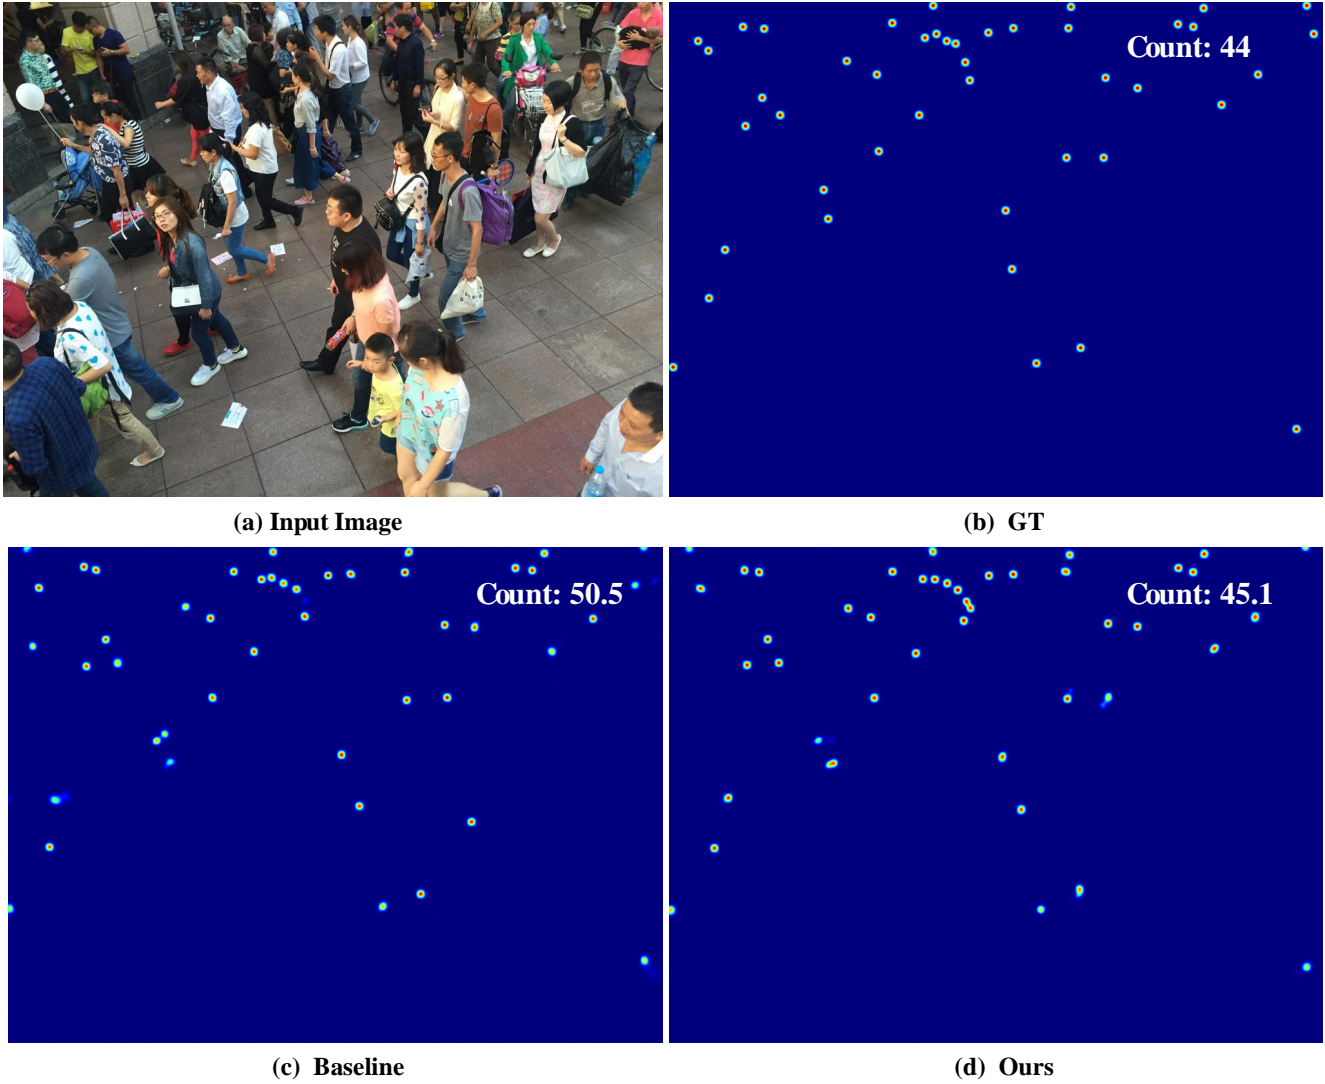 Count: 44
(a) Input Image
(b) GT
Count: 50.5
Count: 45.1
(c) Baseline
(d) Ours